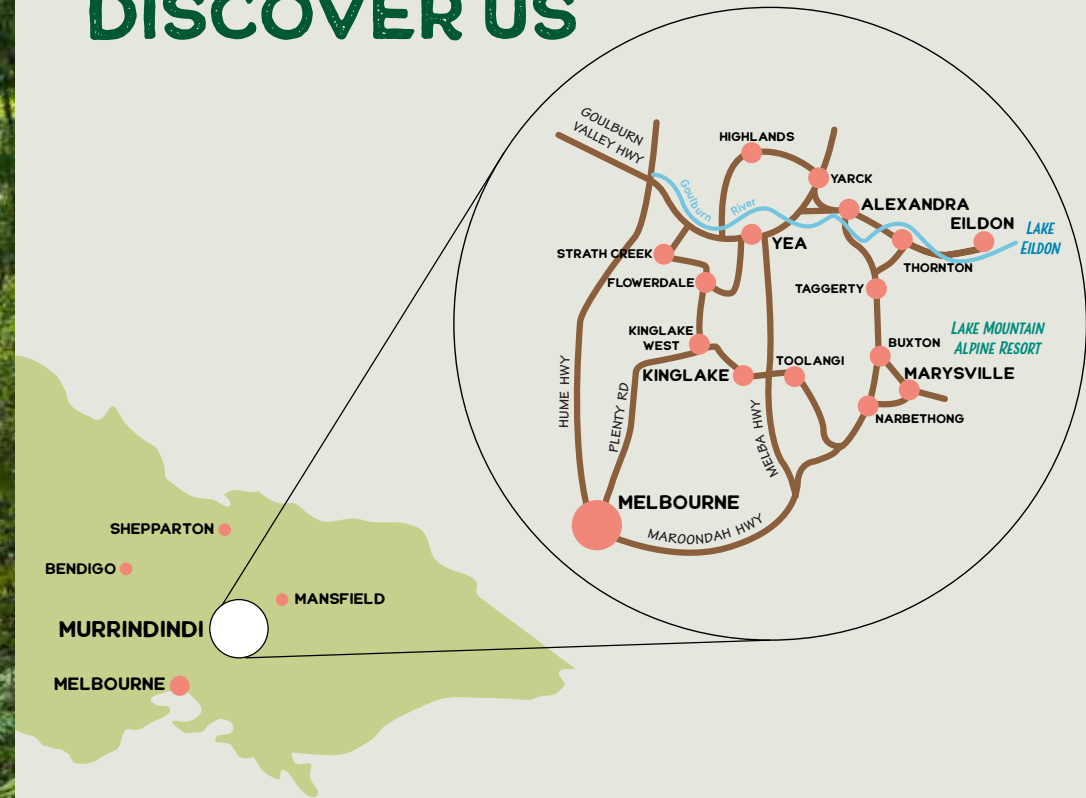 DISCOVER US
GOULBURN
VALLEY HWY
HIGHLANDS
YARCK
Goulburn
River
ALEXANDRA
EILDON
LAKE
EILDON
YEA
STRATH CREEK
THORNTON
FLOWERDALE
TAGGERTY
KINGLAKE
WEST
BUXTON
LAKE MOUNTAIN
ALPINE RESORT
TOOLANGI
KINGLAKE
MARYSVILLE
HUME HWY
PLENTY RD
MELBA HWY
NARBETHONG
MELBOURNE
MAROONDAH HWY
SHEPPARTON
BENDIGO
MANSFIELD
MURRINDINDI
MELBOURNE